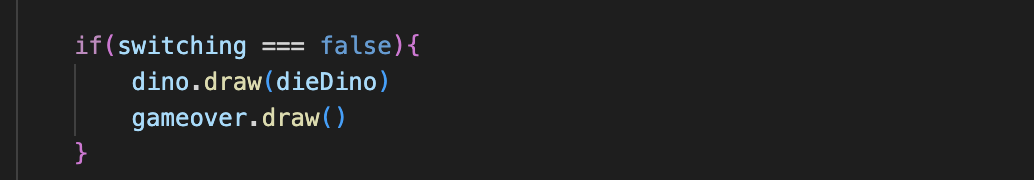 if(switching === false){
    dino.draw(dieDino)
    gameover.draw()
}